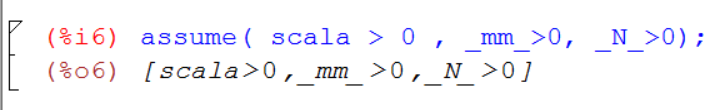 (%i6) assume( scala > 0 , _mm_>0, _N_>0);
(%o6) [scala>0,_mm_>0,_N_>0]